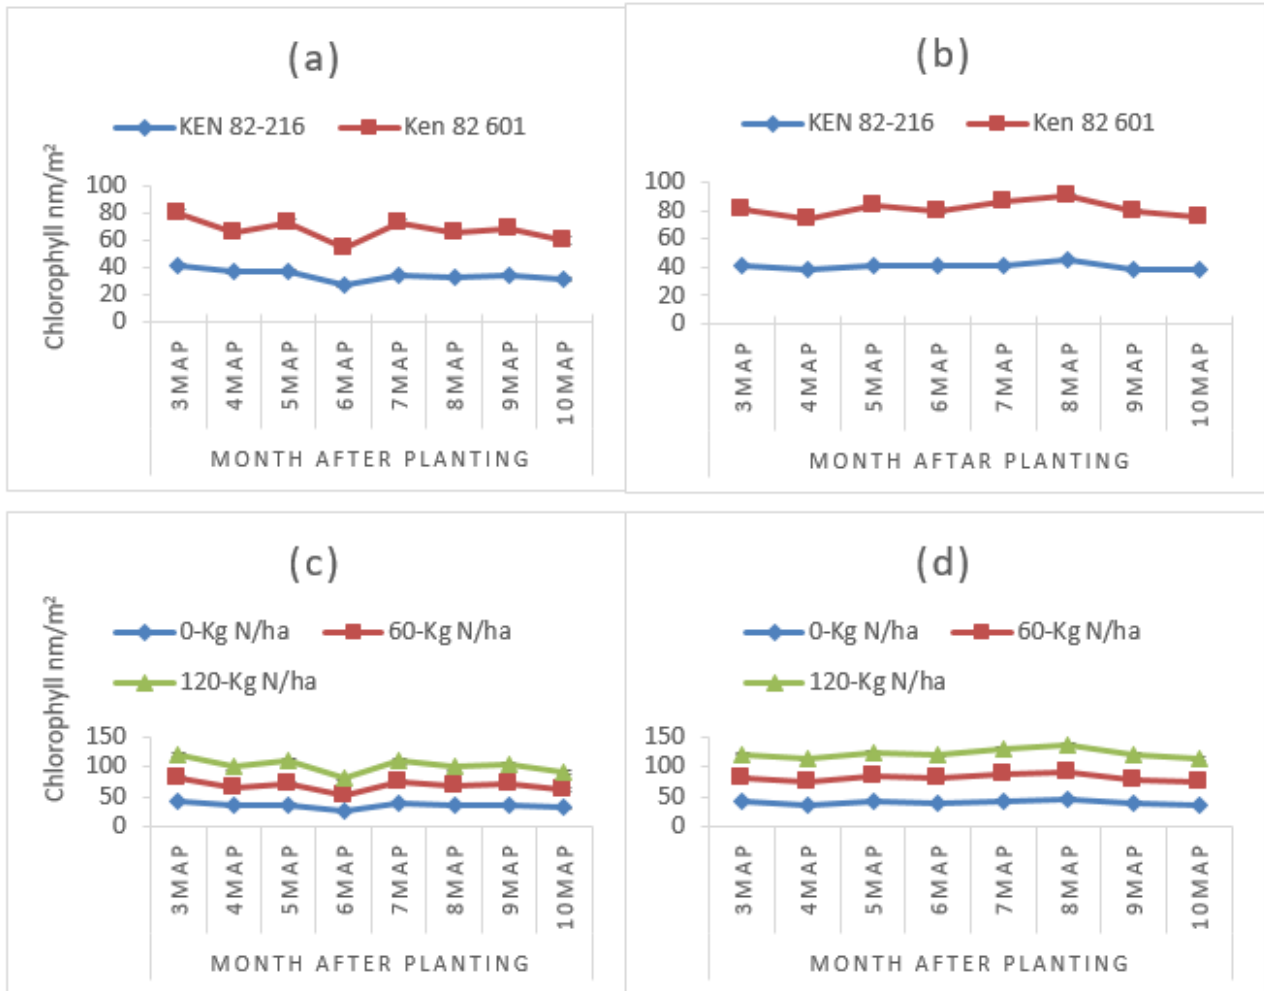 (a)
KEN 82-216 Ken 82 601
Chlorophyll nm/m²
100
80
60
40
20
0
3MAP 4MAP 5MAP 6MAP 7MAP 8MAP 9MAP 10MAP
MONTH AFTER PLANTING
(b)
KEN 82-216 Ken 82 601
100
80
60
40
20
0
3MAP 4MAP 5MAP 6MAP 7MAP 8MAP 9MAP 10MAP
MONTH AFTAR PLANTING
(c)
0-Kg N/ha 60-Kg N/ha
120-Kg N/ha
Chlorophyll nm/m²
150
100
50
0
3MAP 4MAP 5MAP 6MAP 7MAP 8MAP 9MAP 10MAP
MONTH AFTER PLANTING
(d)
0-Kg N/ha 60-Kg N/ha
120-Kg N/ha
150
100
50
0
3MAP 4MAP 5MAP 6MAP 7MAP 8MAP 9MAP 10MAP
MONTH AFTER PLANTING